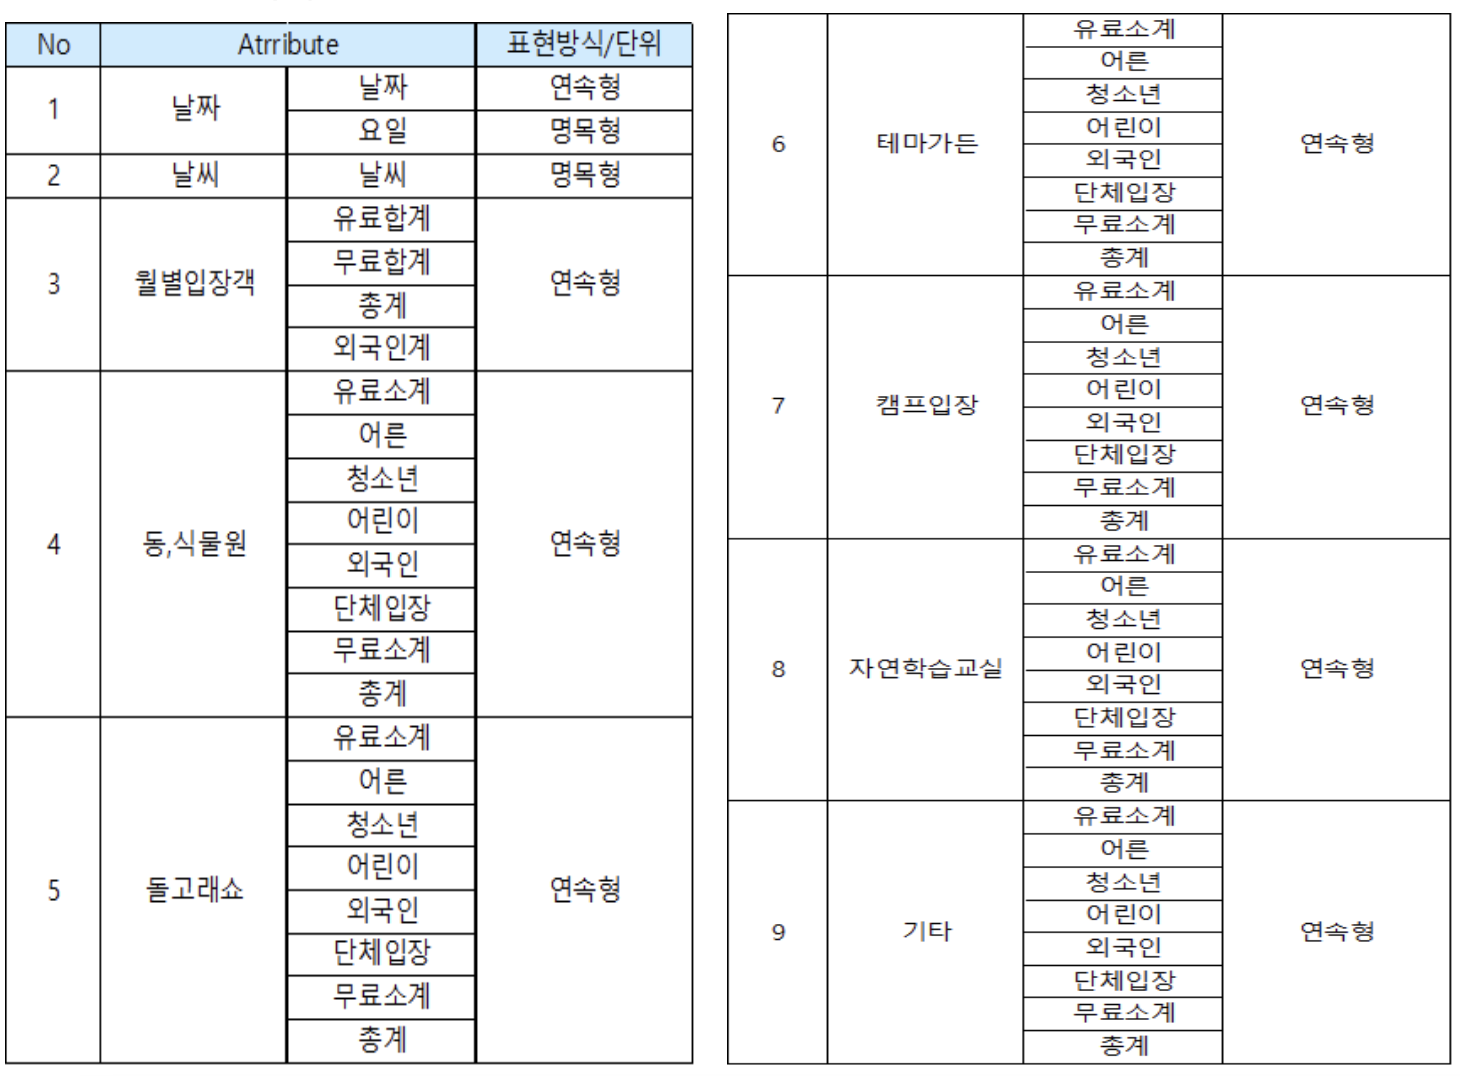 No Atrribute 표현방식/단위
1 날짜 날짜 연속형
요일 명목형
2 날씨 날씨 명목형
3 월별입장객 유료합계 연속형
무료합계
총계
외국인계
4 동,식물원 유료소계 연속형
어른
청소년
어린이
외국인
단체입장
무료소계
총계
5 돌고래쇼 유료소계 연속형
어른
청소년
어린이
외국인
단체입장
무료소계
총계
6 테마가든 유료소계 연속형
어른
청소년
어린이
외국인
단체입장
무료소계
총계
7 캠프입장 유료소계 연속형
어른
청소년
어린이
외국인
단체입장
무료소계
총계
8 자연학습교실 유료소계 연속형
어른
청소년
어린이
외국인
단체입장
무료소계
총계
9 기타 유료소계 연속형
어른
청소년
어린이
외국인
단체입장
무료소계
총계